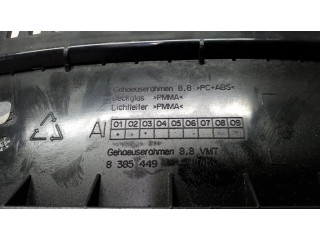 Gehaeuserahmen 8.8 >PC+ABS<
Deckglas >PMMA<
Lichtleiter >PMMA<
AI 01 02 03 04 05 06 07 08 09
Gehaeuserahmen 8.8 VMT
8 385 449